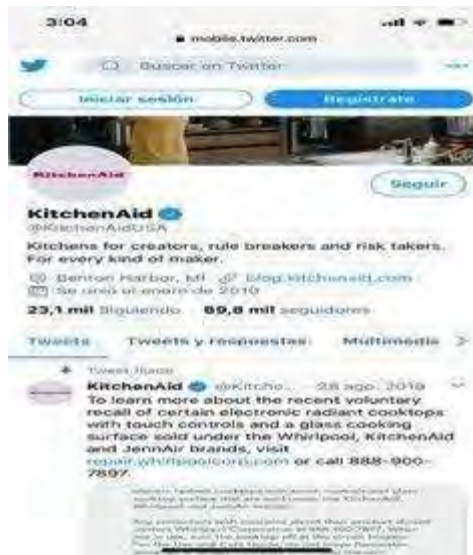 3:04
mobile.twitter.com
Buscar en Twitter
Iniciar sesión
Regístrate
KitchenAid
Seguir
KitchenAid
@KitchenAidUSA
Kitchens for creators, rule breakers and risk takers.
For every kind of maker.
Benton Harbor, MI blog.kitchenaid.com
Se unió el enero de 2010
23,1 mil Siguiendo 89,8 mil seguidores
Tweets Tweets y respuestas Multimedia
Tweet fijado
KitchenAid @Kitche... · 28 ago. 2019
To learn more about the recent voluntary
recall of certain electronic radiant cooktops
with touch controls and a glass cooking
surface sold under the Whirlpool, KitchenAid
and JennAir brands, visit
repair.whirlpoolcorp.com or call 888-900-
7897.